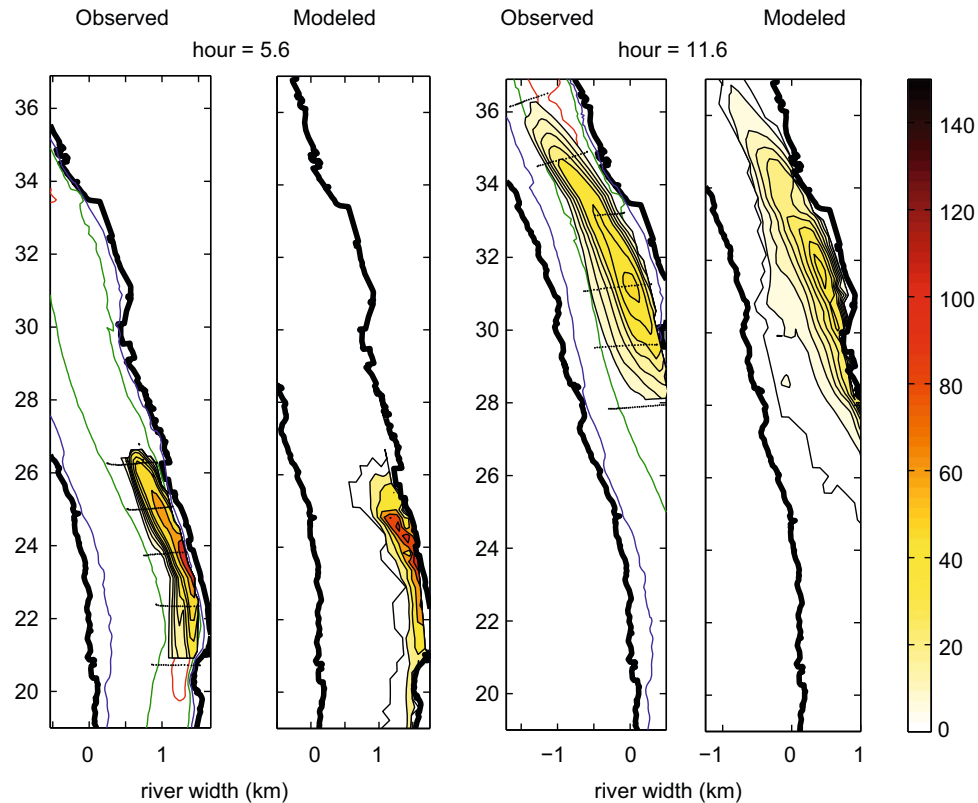 Observed Modeled Observed Modeled
hour = 5.6 hour = 11.6
36 36 140
34 34 120
32 32 100
30 30 80
28 28 60
26 26 40
24 24 20
22 22 0
20 20
0 1 0 1 −1 0 −1 0 1
river width (km) river width (km)